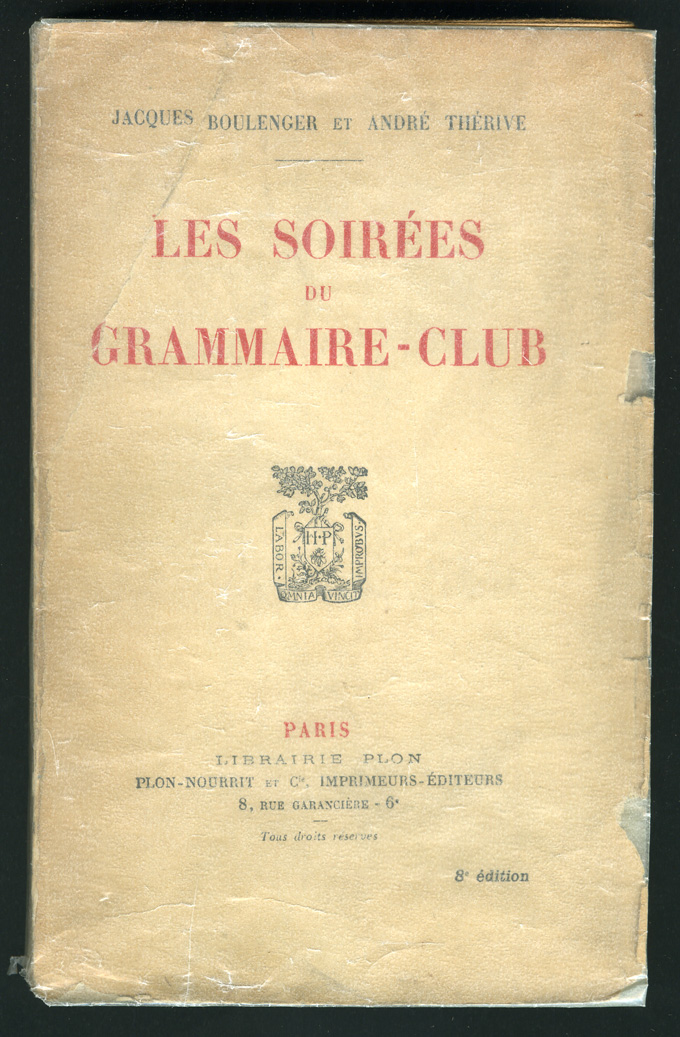 JACQUES BOULENGER ET ANDRÉ THÉRIVE
LES SOIRÉES
DU
GRAMMAIRE-CLUB
H·P
LABOR·
IMPROBVS·
OMNIA VINCIT
PARIS
LIBRAIRIE PLON
PLON-NOURRIT ET Cie, IMPRIMEURS-ÉDITEURS
8, RUE GARANCIÈRE - 6e
Tous droits réservés
8e édition